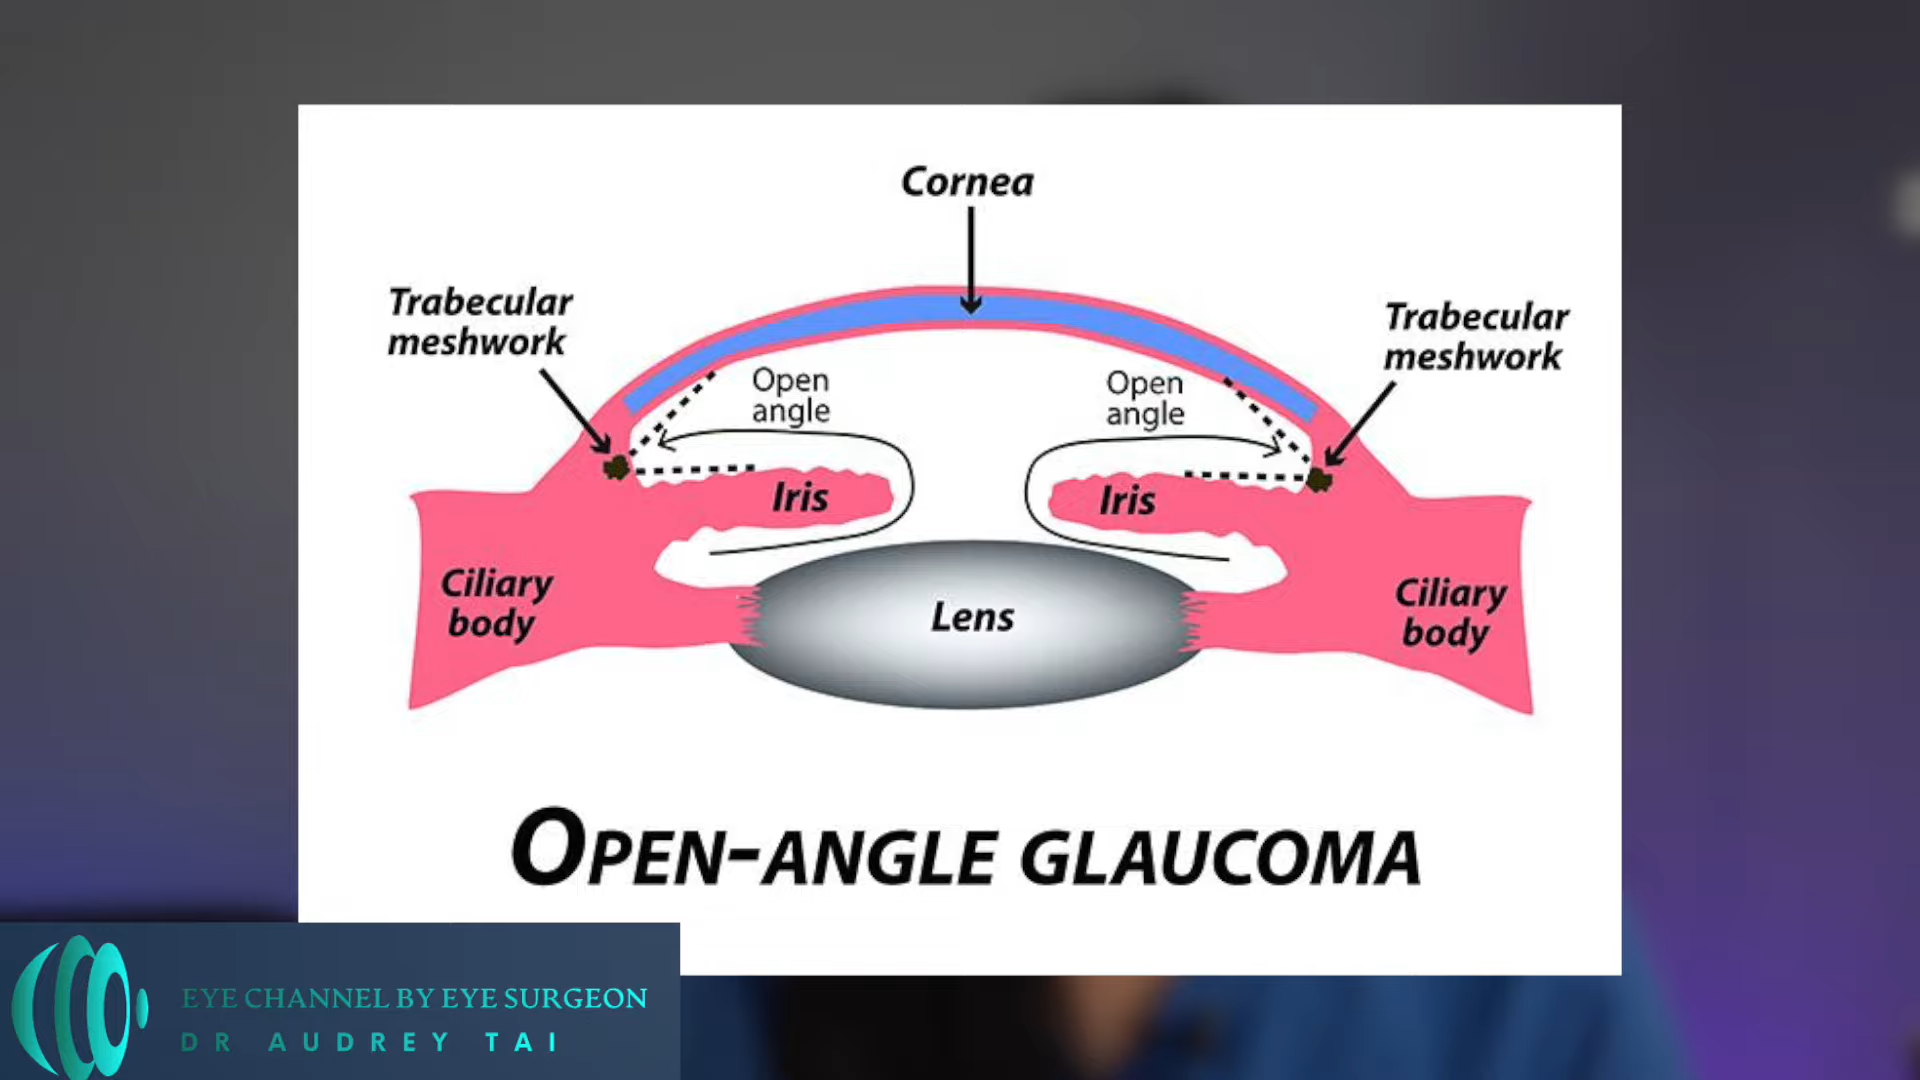 Cornea
Trabecular
meshwork
Trabecular
meshwork
Open
angle
Open
angle
Iris
Iris
Ciliary
body
Lens
Ciliary
body
OPEN-ANGLE GLAUCOMA
EYE CHANNEL BY EYE SURGEON
DR AUDREY TAI